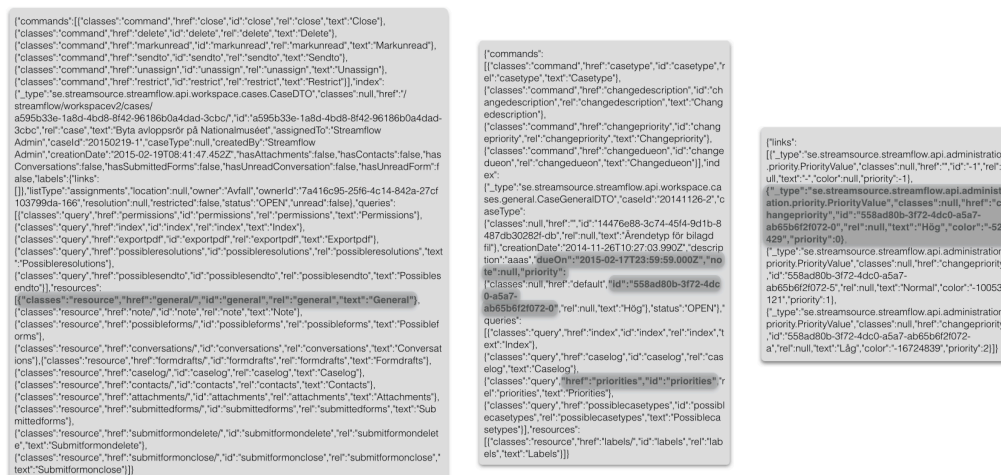 {"commands":[{"classes":"command","href":"close","id":"close","rel":"close","text":"Close"},
{"classes":"command","href":"delete","id":"delete","rel":"delete","text":"Delete"},
{"classes":"command","href":"markunread","id":"markunread","rel":"markunread","text":"Markunread"},
{"classes":"command","href":"sendto","id":"sendto","rel":"sendto","text":"Sendto"},
{"classes":"command","href":"unassign","id":"unassign","rel":"unassign","text":"Unassign"},
{"classes":"command","href":"restrict","id":"restrict","rel":"restrict","text":"Restrict"}],"index":
{"_type":"se.streamsource.streamflow.api.workspace.cases.CaseDTO","classes":null,"href":"/
streamflow/workspacev2/cases/
a595b33e-1a8d-4bd8-8f42-96186b0a4dad-3cbc/","id":"a595b33e-1a8d-4bd8-8f42-96186b0a4dad-
3cbc","rel":"case","text":"Byta avloppsrör på Nationalmuséet","assignedTo":"Streamflow
Admin","caseId":"20150219-1","caseType":null,"createdBy":"Streamflow
Admin","creationDate":"2015-02-19T08:41:47.452Z","hasAttachments":false,"hasContacts":false,"has
Conversations":false,"hasSubmittedForms":false,"hasUnreadConversation":false,"hasUnreadForm":f
alse,"labels":{"links":
[]},"listType":"assignments","location":null,"owner":"Avfall","ownerId":"7a416c95-25f6-4c14-842a-27cf
103799da-166","resolution":null,"restricted":false,"status":"OPEN","unread":false},"queries":
[{"classes":"query","href":"permissions","id":"permissions","rel":"permissions","text":"Permissions"},
{"classes":"query","href":"index","id":"index","rel":"index","text":"Index"},
{"classes":"query","href":"exportpdf","id":"exportpdf","rel":"exportpdf","text":"Exportpdf"},
{"classes":"query","href":"possibleresolutions","id":"possibleresolutions","rel":"possibleresolutions","text
":"Possibleresolutions"},
{"classes":"query","href":"possiblesendto","id":"possiblesendto","rel":"possiblesendto","text":"Possibles
endto"}],"resources":
[{"classes":"resource","href":"general/","id":"general","rel":"general","text":"General"},
{"classes":"resource","href":"note/","id":"note","rel":"note","text":"Note"},
{"classes":"resource","href":"possibleforms/","id":"possibleforms","rel":"possibleforms","text":"Possiblef
orms"},
{"classes":"resource","href":"conversations/","id":"conversations","rel":"conversations","text":"Conversat
ions"},{"classes":"resource","href":"formdrafts/","id":"formdrafts","rel":"formdrafts","text":"Formdrafts"},
{"classes":"resource","href":"caselog/","id":"caselog","rel":"caselog","text":"Caselog"},
{"classes":"resource","href":"contacts/","id":"contacts","rel":"contacts","text":"Contacts"},
{"classes":"resource","href":"attachments/","id":"attachments","rel":"attachments","text":"Attachments"},
{"classes":"resource","href":"submittedforms/","id":"submittedforms","rel":"submittedforms","text":"Sub
mittedforms"},
{"classes":"resource","href":"submitformondelete/","id":"submitformondelete","rel":"submitformondelet
e","text":"Submitformondelete"},
{"classes":"resource","href":"submitformonclose/","id":"submitformonclose","rel":"submitformonclose","
text":"Submitformonclose"}]}
{"commands":
[{"classes":"command","href":"casetype","id":"casetype","r
el":"casetype","text":"Casetype"},
{"classes":"command","href":"changedescription","id":"ch
angedescription","rel":"changedescription","text":"Chang
edescription"},
{"classes":"command","href":"changepriority","id":"chang
epriority","rel":"changepriority","text":"Changepriority"},
{"classes":"command","href":"changedueon","id":"change
dueon","rel":"changedueon","text":"Changedueon"}],"ind
ex":
{"_type":"se.streamsource.streamflow.api.workspace.ca
ses.general.CaseGeneralDTO","caseId":"20141126-2","c
aseType":
{"classes":null,"href":"","id":"14476e88-3c74-45f4-9d1b-8
487db30282f-db","rel":null,"text":"Ärendetyp för bilagd
fil"},"creationDate":"2014-11-26T10:27:03.990Z","descrip
tion":"aaas","dueOn":"2015-02-17T23:59:59.000Z","no
te":null,"priority":
{"classes":null,"href":"default","id":"558ad80b-3f72-4dc
0-a5a7-
ab65b6f2f072-0","rel":null,"text":"Hög"},"status":"OPEN"},"
queries":
[{"classes":"query","href":"index","id":"index","rel":"index","t
ext":"Index"},
{"classes":"query","href":"caselog","id":"caselog","rel":"cas
elog","text":"Caselog"},
{"classes":"query","href":"priorities","id":"priorities","r
el":"priorities","text":"Priorities"},
{"classes":"query","href":"possiblecasetypes","id":"possibl
ecasetypes","rel":"possiblecasetypes","text":"Possibleca
setypes"}],"resources":
[{"classes":"resource","href":"labels/","id":"labels","rel":"lab
els","text":"Labels"}]}
{"links":
[{"_type":"se.streamsource.streamflow.api.administration
.priority.PriorityValue","classes":null,"href":"","id":"-1","rel":
ull,"text":"-","color":null,"priority":-1},
{"_type":"se.streamsource.streamflow.api.administ
ation.priority.PriorityValue","classes":null,"href":"c
hangepriority","id":"558ad80b-3f72-4dc0-a5a7-
ab65b6f2f072-0","rel":null,"text":"Hög","color":"-52
429","priority":0},
{"_type":"se.streamsource.streamflow.api.administration
priority.PriorityValue","classes":null,"href":"changepriority
,"id":"558ad80b-3f72-4dc0-a5a7-
ab65b6f2f072-5","rel":null,"text":"Normal","color":"-10053
121","priority":1},
{"_type":"se.streamsource.streamflow.api.administration
priority.PriorityValue","classes":null,"href":"changepriority
,"id":"558ad80b-3f72-4dc0-a5a7-ab65b6f2f072-
a","rel":null,"text":"Låg","color":"-16724839","priority":2}]}